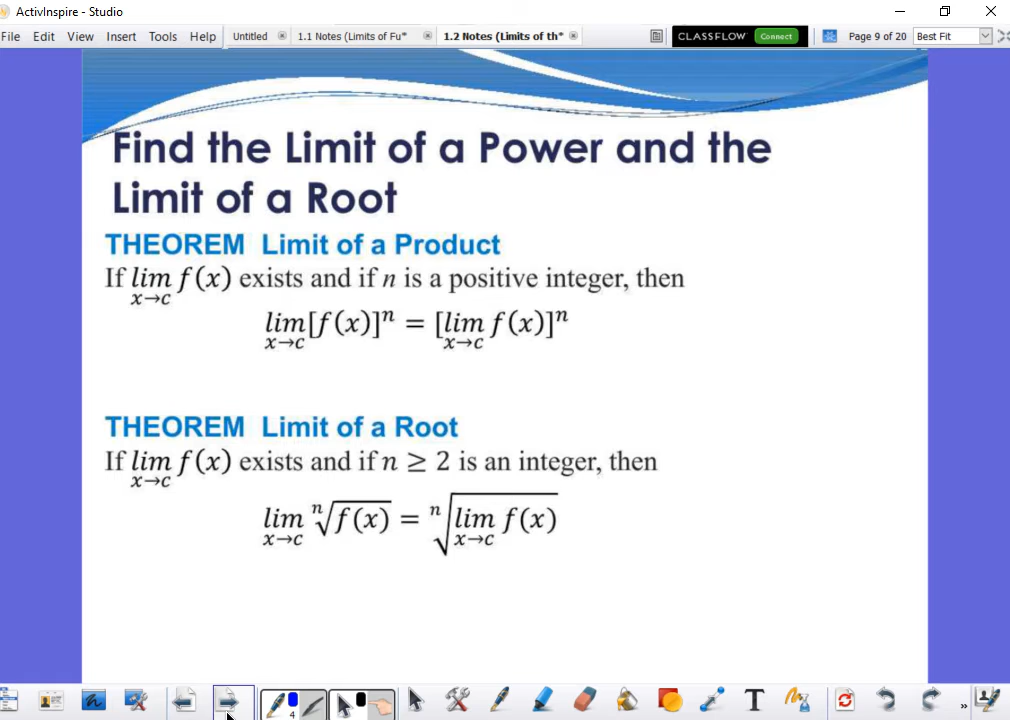 ActivInspire - Studio
File Edit View Insert Tools Help Untitled 1.1 Notes (Limits of Fu* 1.2 Notes (Limits of th* CLASSFLOW Connect Page 9 of 20 Best Fit
Find the Limit of a Power and the
Limit of a Root
THEOREM Limit of a Product
If lim f(x) exists and if n is a positive integer, then
x→c
lim[f(x)]ⁿ = [lim f(x)]ⁿ
x→c x→c
THEOREM Limit of a Root
If lim f(x) exists and if n ≥ 2 is an integer, then
x→c
lim ⁿ√f(x) = ⁿ√lim f(x)
x→c x→c
4 T »